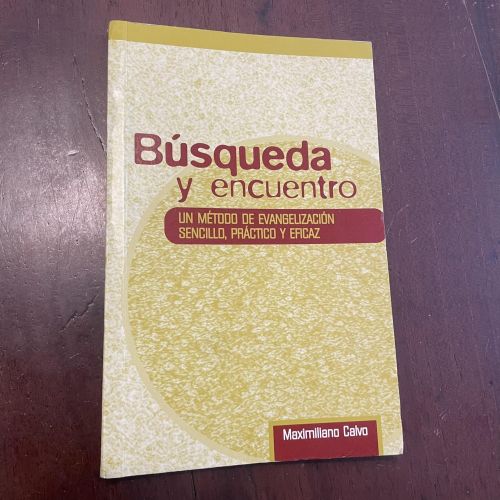 Búsqueda
y encuentro
UN MÉTODO DE EVANGELIZACIÓN
SENCILLO, PRÁCTICO Y EFICAZ
Maximiliano Calvo